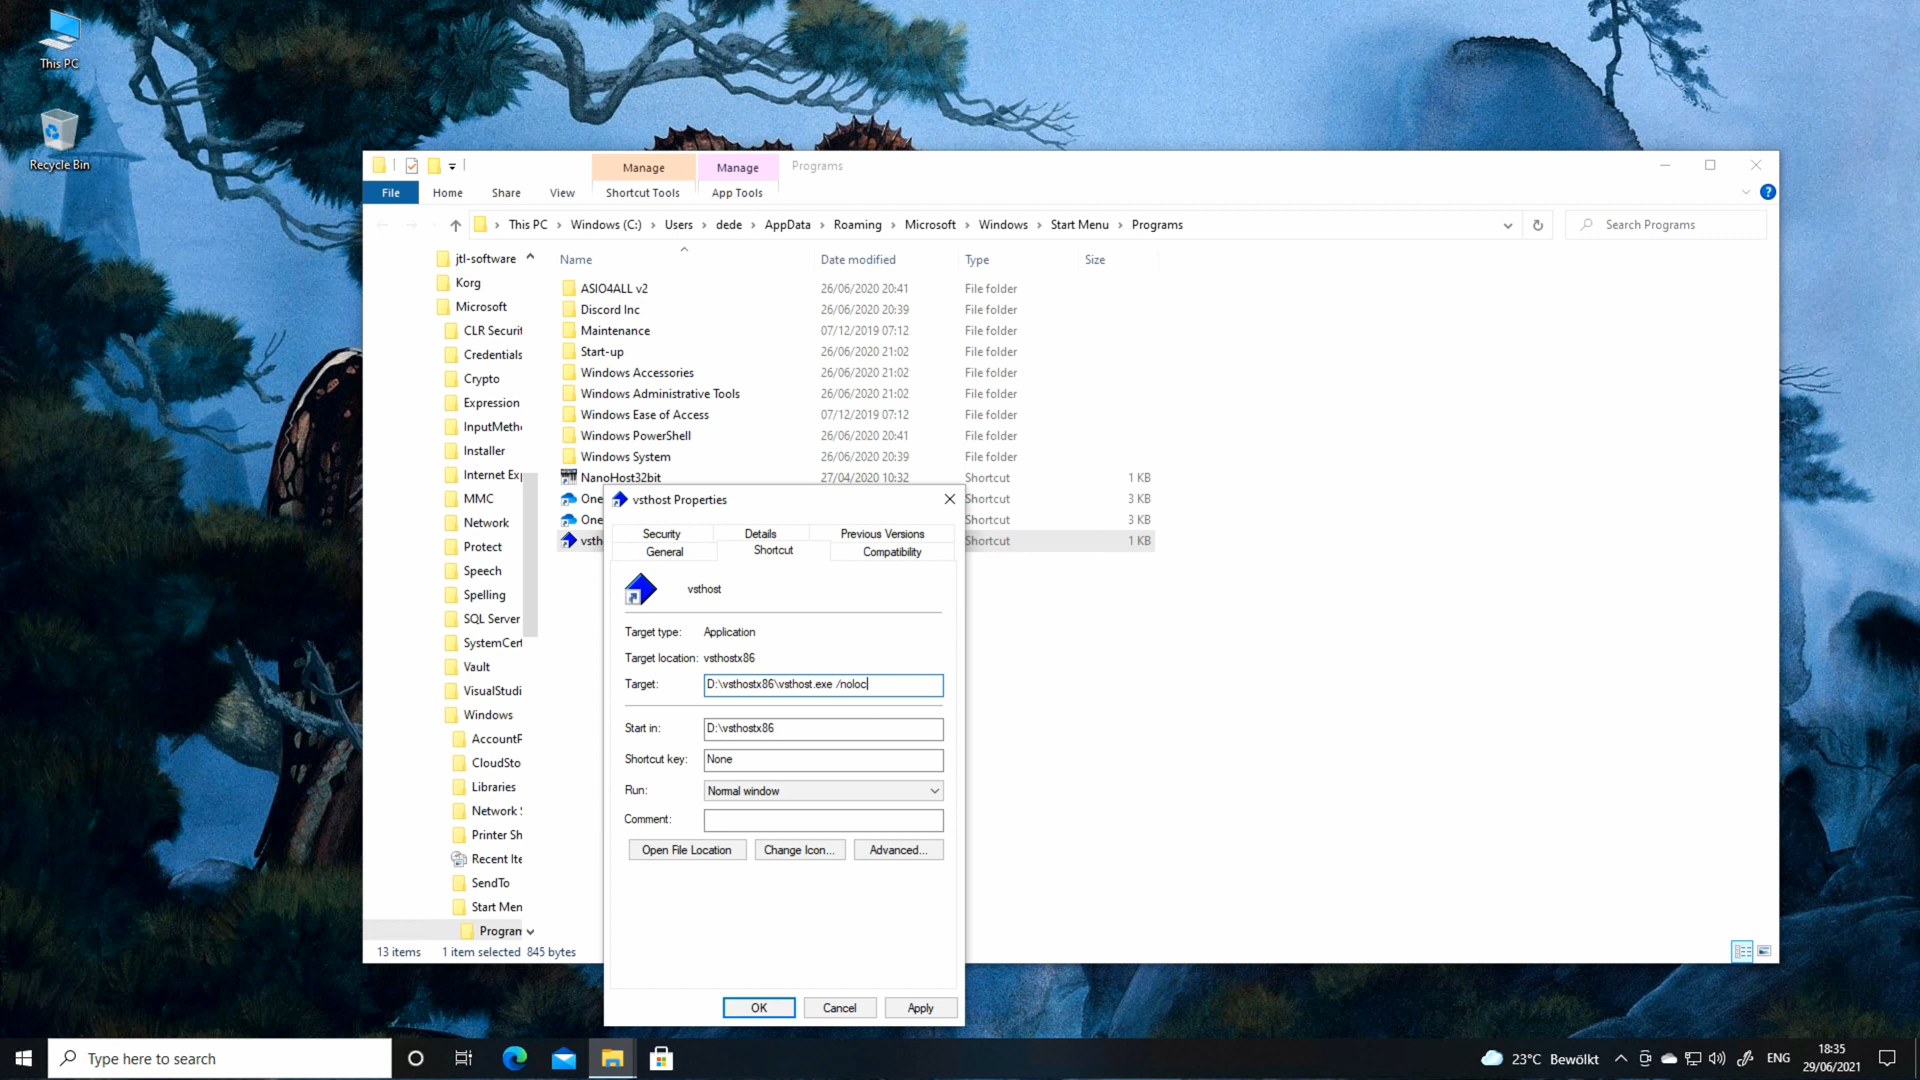 This PC
Recycle Bin
Manage
Manage
Programs
File
Home
Share
View
Shortcut Tools
App Tools
This PC > Windows (C:) > Users > dede > AppData > Roaming > Microsoft > Windows > Start Menu > Programs
Search Programs
jtl-software
Korg
Microsoft
CLR Securit
Credentials
Crypto
Expression
InputMeth
Installer
Internet Exp
MMC
Network
Protect
Speech
Spelling
SQL Server
SystemCert
Vault
VisualStudi
Windows
AccountP
CloudSto
Libraries
Network S
Printer Sh
Recent Ite
SendTo
Start Men
Program
Name Date modified Type Size
ASIO4ALL v2 26/06/2020 20:41 File folder
Discord Inc 26/06/2020 20:39 File folder
Maintenance 07/12/2019 07:12 File folder
Start-up 26/06/2020 21:02 File folder
Windows Accessories 26/06/2020 21:02 File folder
Windows Administrative Tools 26/06/2020 21:02 File folder
Windows Ease of Access 07/12/2019 07:12 File folder
Windows PowerShell 26/06/2020 20:41 File folder
Windows System 26/06/2020 20:39 File folder
NanoHost32bit 27/04/2020 10:32 Shortcut 1 KB
One Shortcut 3 KB
One Shortcut 3 KB
vsth Shortcut 1 KB
vsthost Properties
Security Details Previous Versions
General Shortcut Compatibility
vsthost
Target type: Application
Target location: vsthostx86
Target: D:\vsthostx86\vsthost.exe /noloc
Start in: D:\vsthostx86
Shortcut key: None
Run: Normal window
Comment:
Open File Location Change Icon... Advanced...
OK Cancel Apply
13 items 1 item selected 845 bytes
Type here to search
23°C Bewölkt
ENG
18:35
29/06/2021